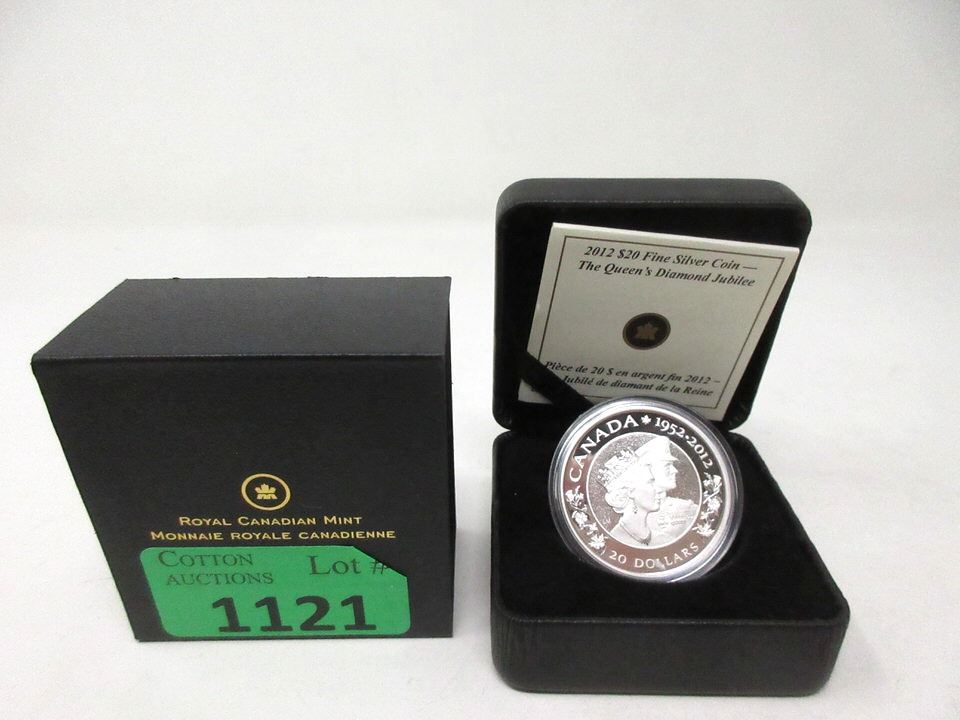 ROYAL CANADIAN MINT
MONNAIE ROYALE CANADIENNE
COTTON
AUCTIONS
Lot #
1121
2012 $20 Fine Silver Coin —
The Queen's Diamond Jubilee
Pièce de 20 $ en argent fin 2012 –
Jubilé de diamant de la Reine
CANADA 1952·2012
20 DOLLARS